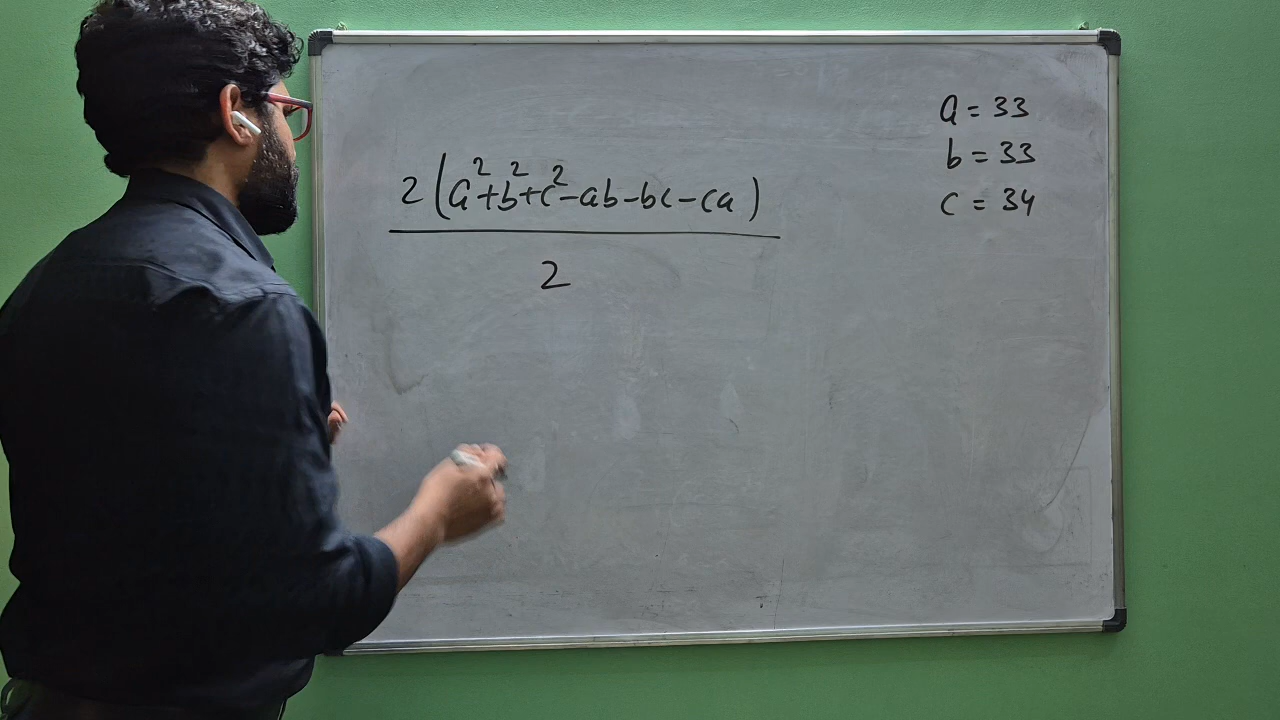 2(a²+b²+c²-ab-bc-ca)
2
a = 33
b = 33
c = 34